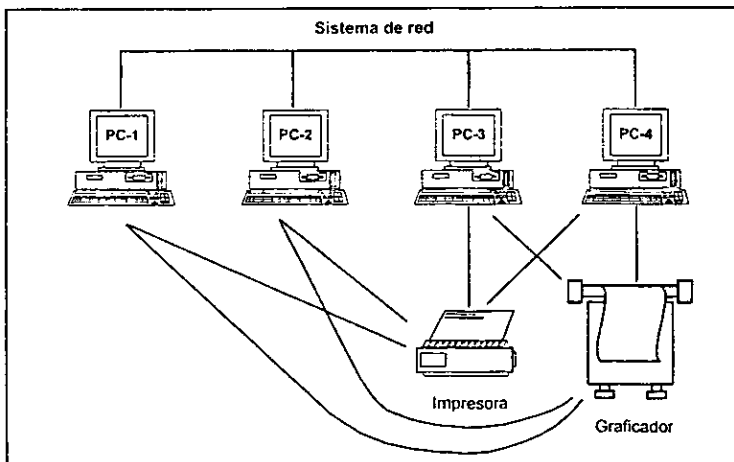 Sistema de red
PC-1
PC-2
PC-3
PC-4
Impresora
Graficador